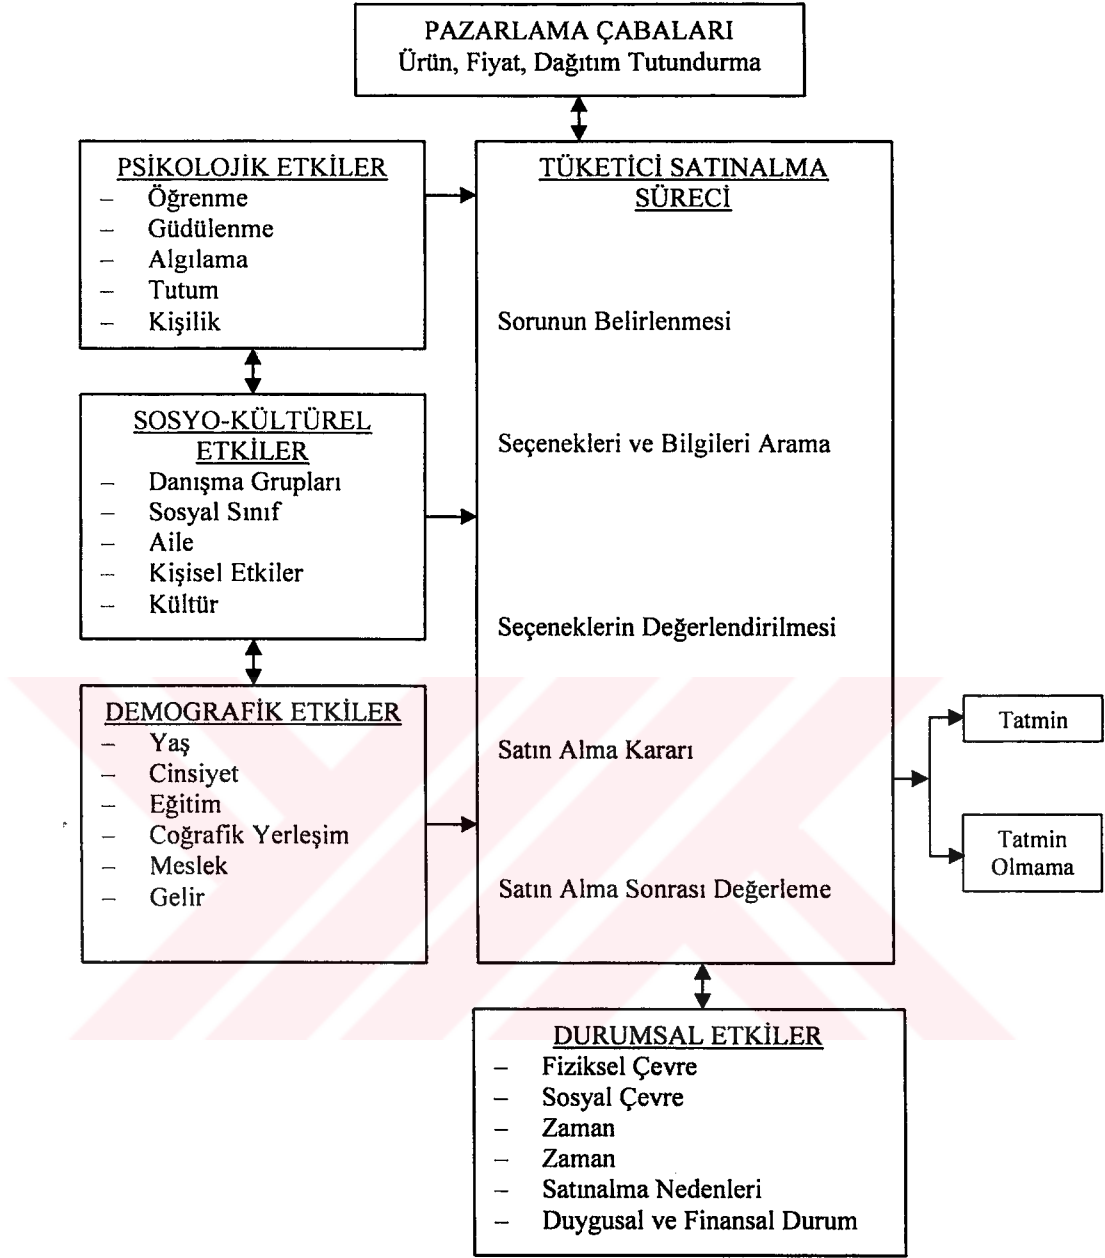 PAZARLAMA ÇABALARI
Ürün, Fiyat, Dağıtım Tutundurma
PSİKOLOJİK ETKİLER
– Öğrenme
– Güdülenme
– Algılama
– Tutum
– Kişilik
SOSYO-KÜLTÜREL
ETKİLER
– Danışma Grupları
– Sosyal Sınıf
– Aile
– Kişisel Etkiler
– Kültür
DEMOGRAFİK ETKİLER
– Yaş
– Cinsiyet
– Eğitim
– Coğrafik Yerleşim
– Meslek
– Gelir
TÜKETİCİ SATINALMA
SÜRECİ
Sorunun Belirlenmesi
Seçenekleri ve Bilgileri Arama
Seçeneklerin Değerlendirilmesi
Satın Alma Kararı
Satın Alma Sonrası Değerleme
Tatmin
Tatmin
Olmama
DURUMSAL ETKİLER
– Fiziksel Çevre
– Sosyal Çevre
– Zaman
– Zaman
– Satınalma Nedenleri
– Duygusal ve Finansal Durum